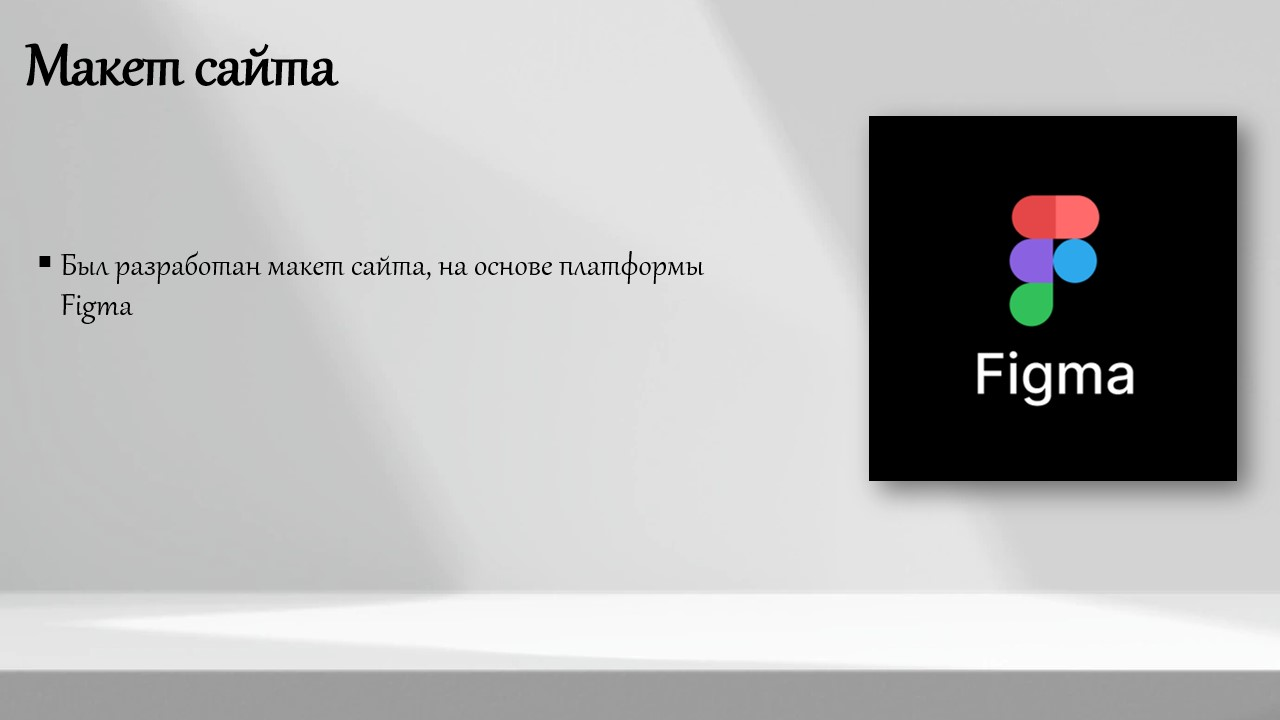 Макет сайта
Был разработан макет сайта, на основе платформы
Figma
Figma